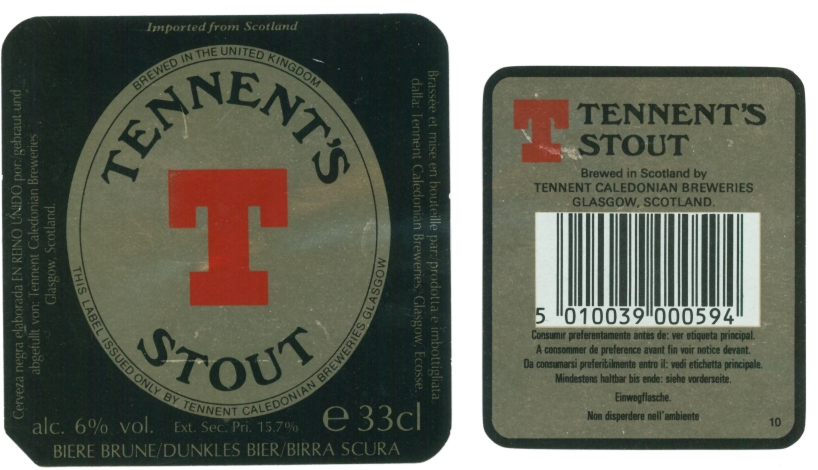 Imported from Scotland
BREWED IN THE UNITED KINGDOM
TENNENT'S
T
STOUT
THIS LABEL ISSUED ONLY BY TENNENT CALEDONIAN BREWERIES GLASGOW
Cerveza negra elaborada EN REINO UNIDO por: gebraut und
abgefullt von: Tennent Caledonian Breweries
Glasgow, Scotland.
Brassée et mise en bouteille par: prodotta e imbottigliata
dalla: Tennent Caledonian Breweries, Glasgow, Ecosse.
alc. 6% vol. Ext. Sec. Pri. 15.7% e 33cl
BIERE BRUNE/DUNKLES BIER/BIRRA SCURA
T TENNENT'S
STOUT
Brewed in Scotland by
TENNENT CALEDONIAN BREWERIES
GLASGOW, SCOTLAND.
5 010039 000594
Consumir preferentamente antes de: ver etiqueta principal.
A consommer de preference avant fin voir notice devant.
Da consumarsi preferibilmente entro il: vedi etichetta principale.
Mindestens haltbar bis ende: siehe vorderseite.
Einwegflasche.
Non disperdere nell'ambiente
10